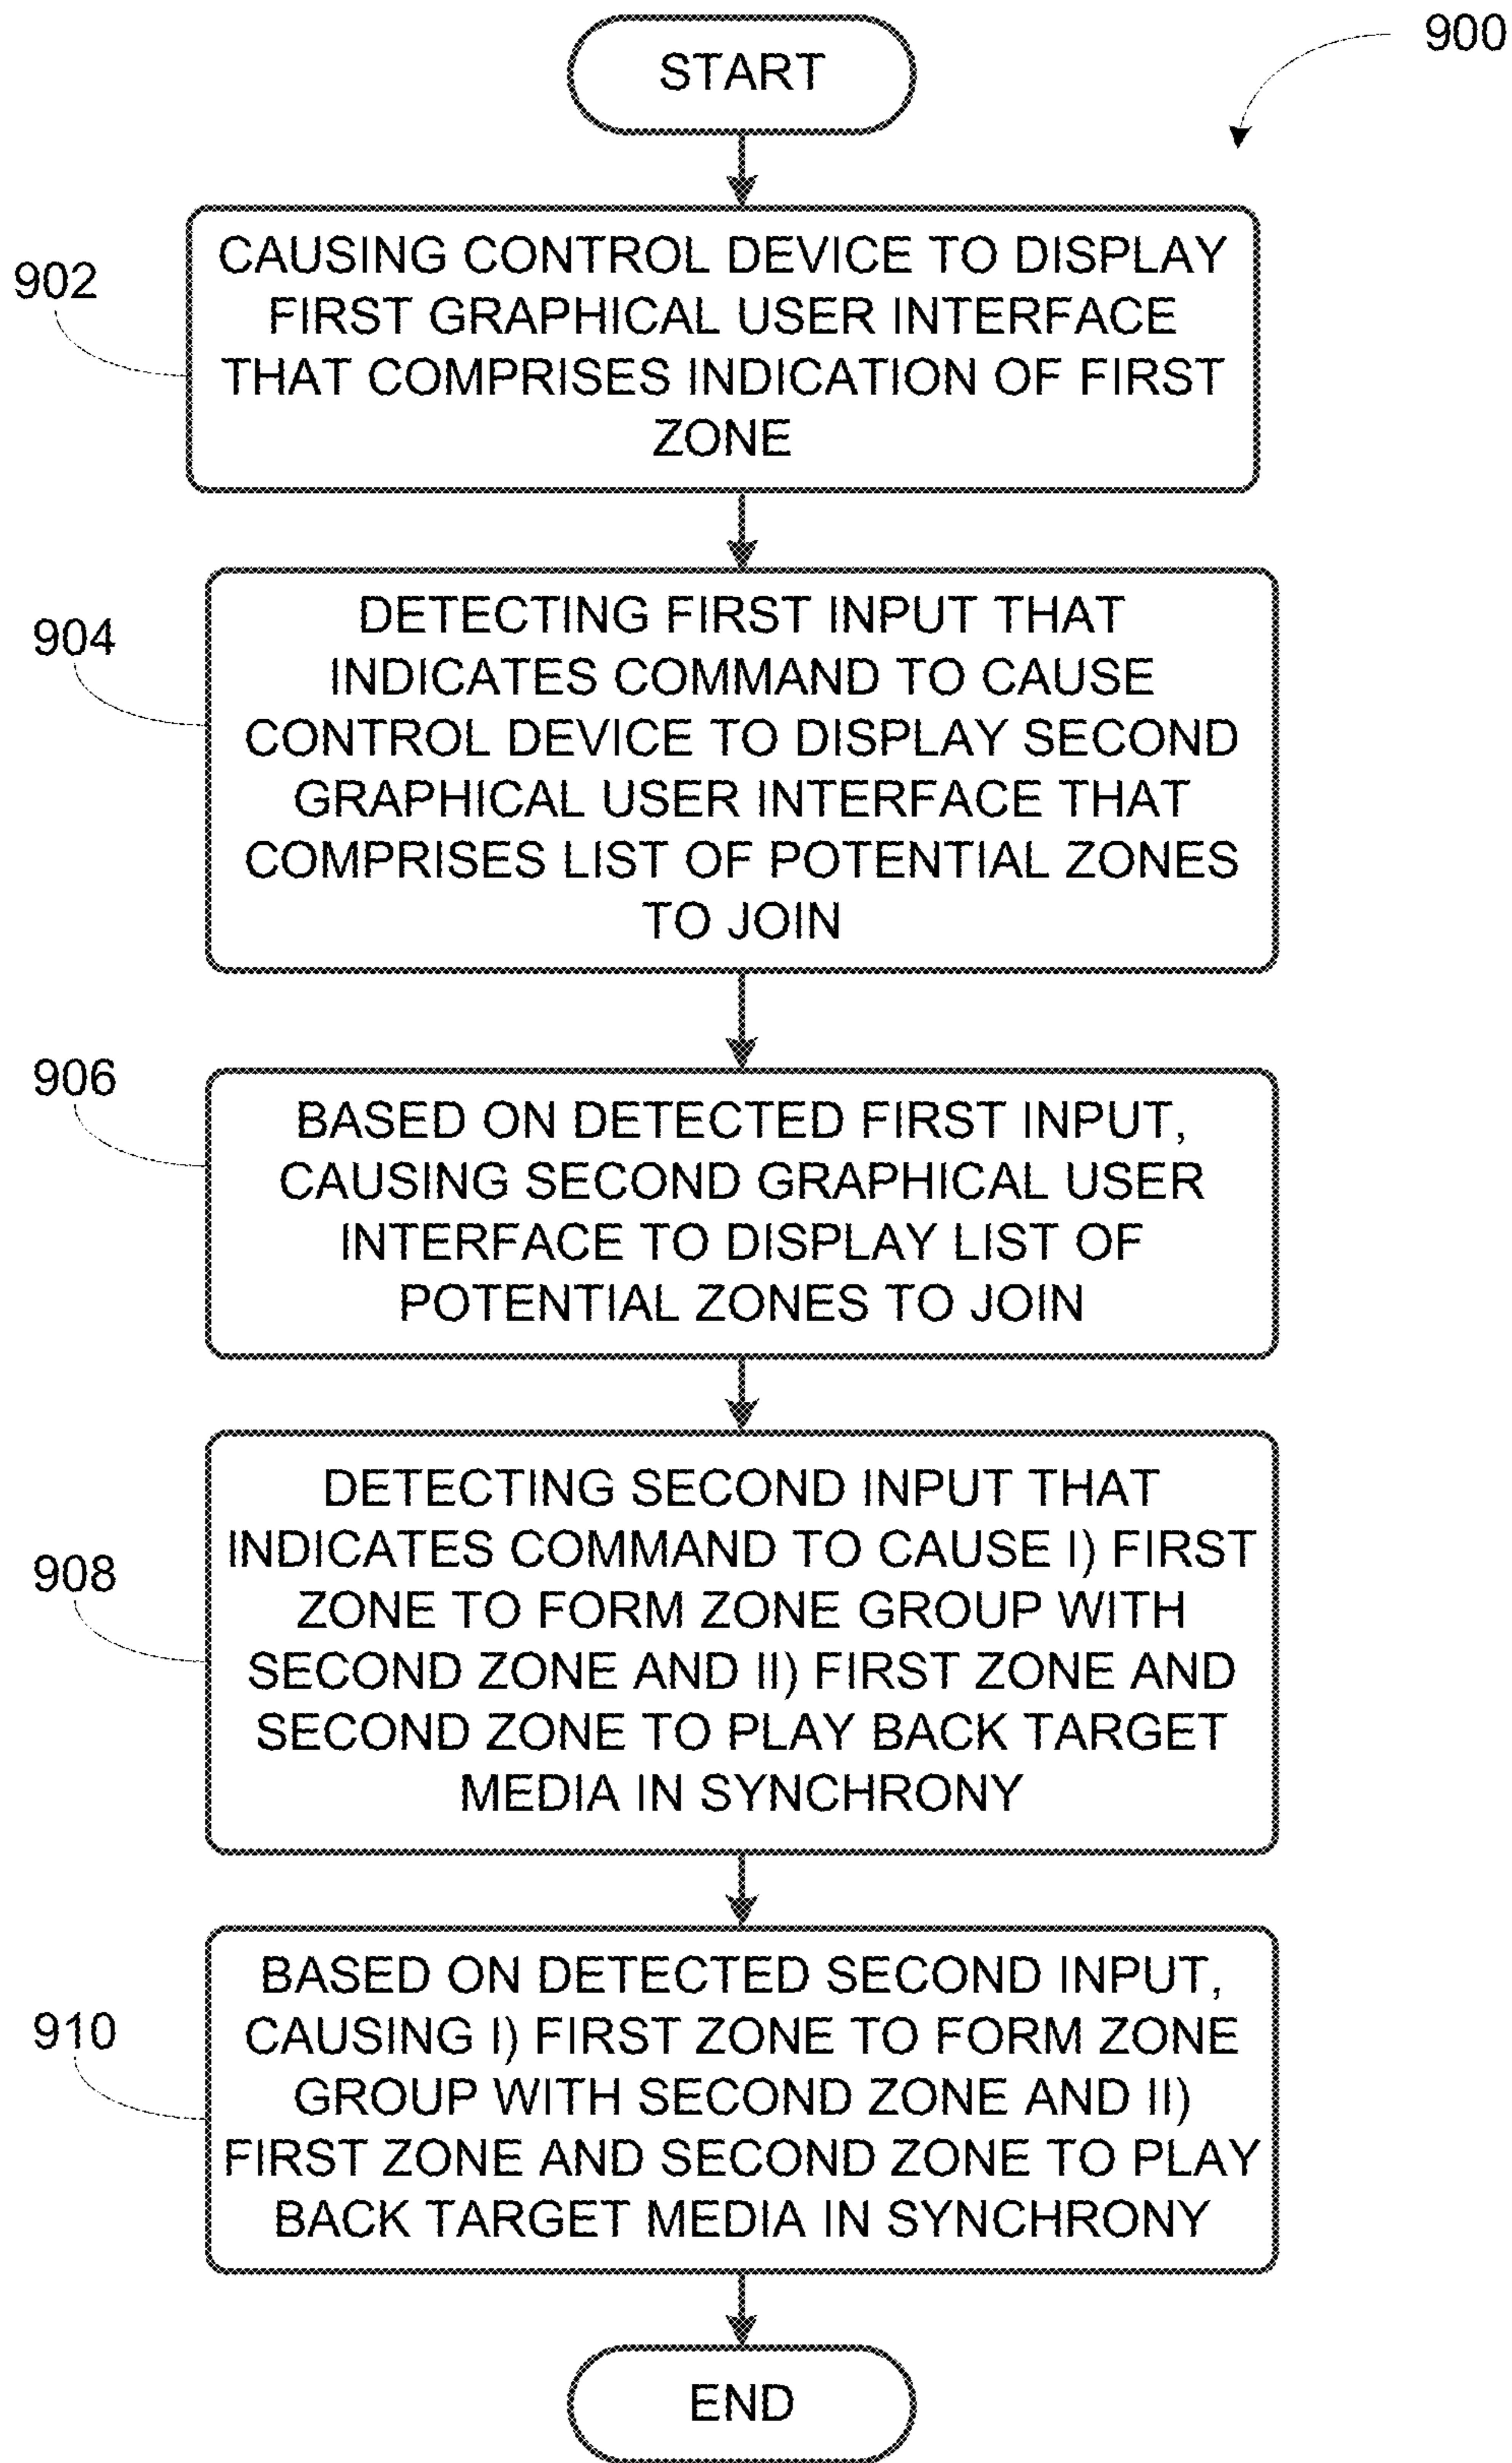 900
START
902
CAUSING CONTROL DEVICE TO DISPLAY
FIRST GRAPHICAL USER INTERFACE
THAT COMPRISES INDICATION OF FIRST
ZONE
904
DETECTING FIRST INPUT THAT
INDICATES COMMAND TO CAUSE
CONTROL DEVICE TO DISPLAY SECOND
GRAPHICAL USER INTERFACE THAT
COMPRISES LIST OF POTENTIAL ZONES
TO JOIN
906
BASED ON DETECTED FIRST INPUT,
CAUSING SECOND GRAPHICAL USER
INTERFACE TO DISPLAY LIST OF
POTENTIAL ZONES TO JOIN
908
DETECTING SECOND INPUT THAT
INDICATES COMMAND TO CAUSE I) FIRST
ZONE TO FORM ZONE GROUP WITH
SECOND ZONE AND II) FIRST ZONE AND
SECOND ZONE TO PLAY BACK TARGET
MEDIA IN SYNCHRONY
910
BASED ON DETECTED SECOND INPUT,
CAUSING I) FIRST ZONE TO FORM ZONE
GROUP WITH SECOND ZONE AND II)
FIRST ZONE AND SECOND ZONE TO PLAY
BACK TARGET MEDIA IN SYNCHRONY
END